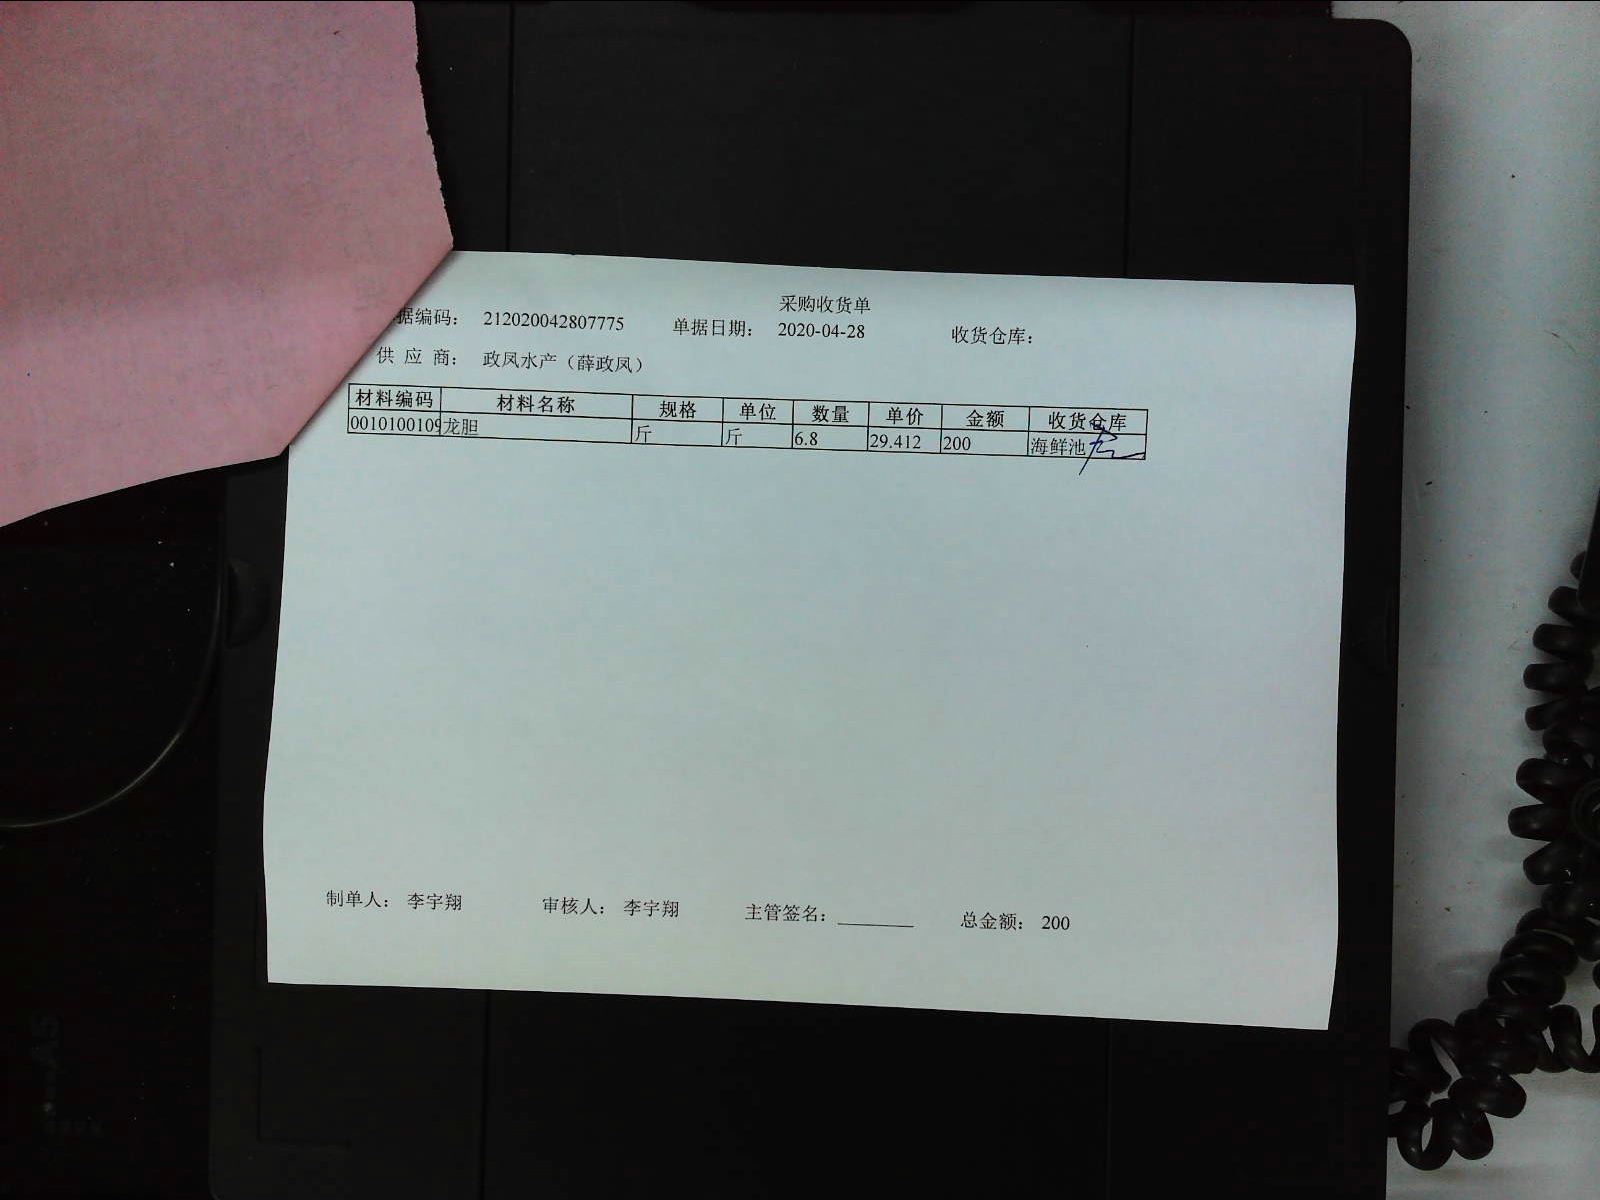 采购收货单
据编码： 212020042807775 单据日期： 2020-04-28 收货仓库：
供 应 商： 政凤水产（薛政凤）
材料编码 材料名称 规格 单位 数量 单价 金额 收货仓库
0010100109 龙胆 斤 斤 6.8 29.412 200 海鲜池
制单人： 李宇翔 审核人： 李宇翔 主管签名：________ 总金额： 200